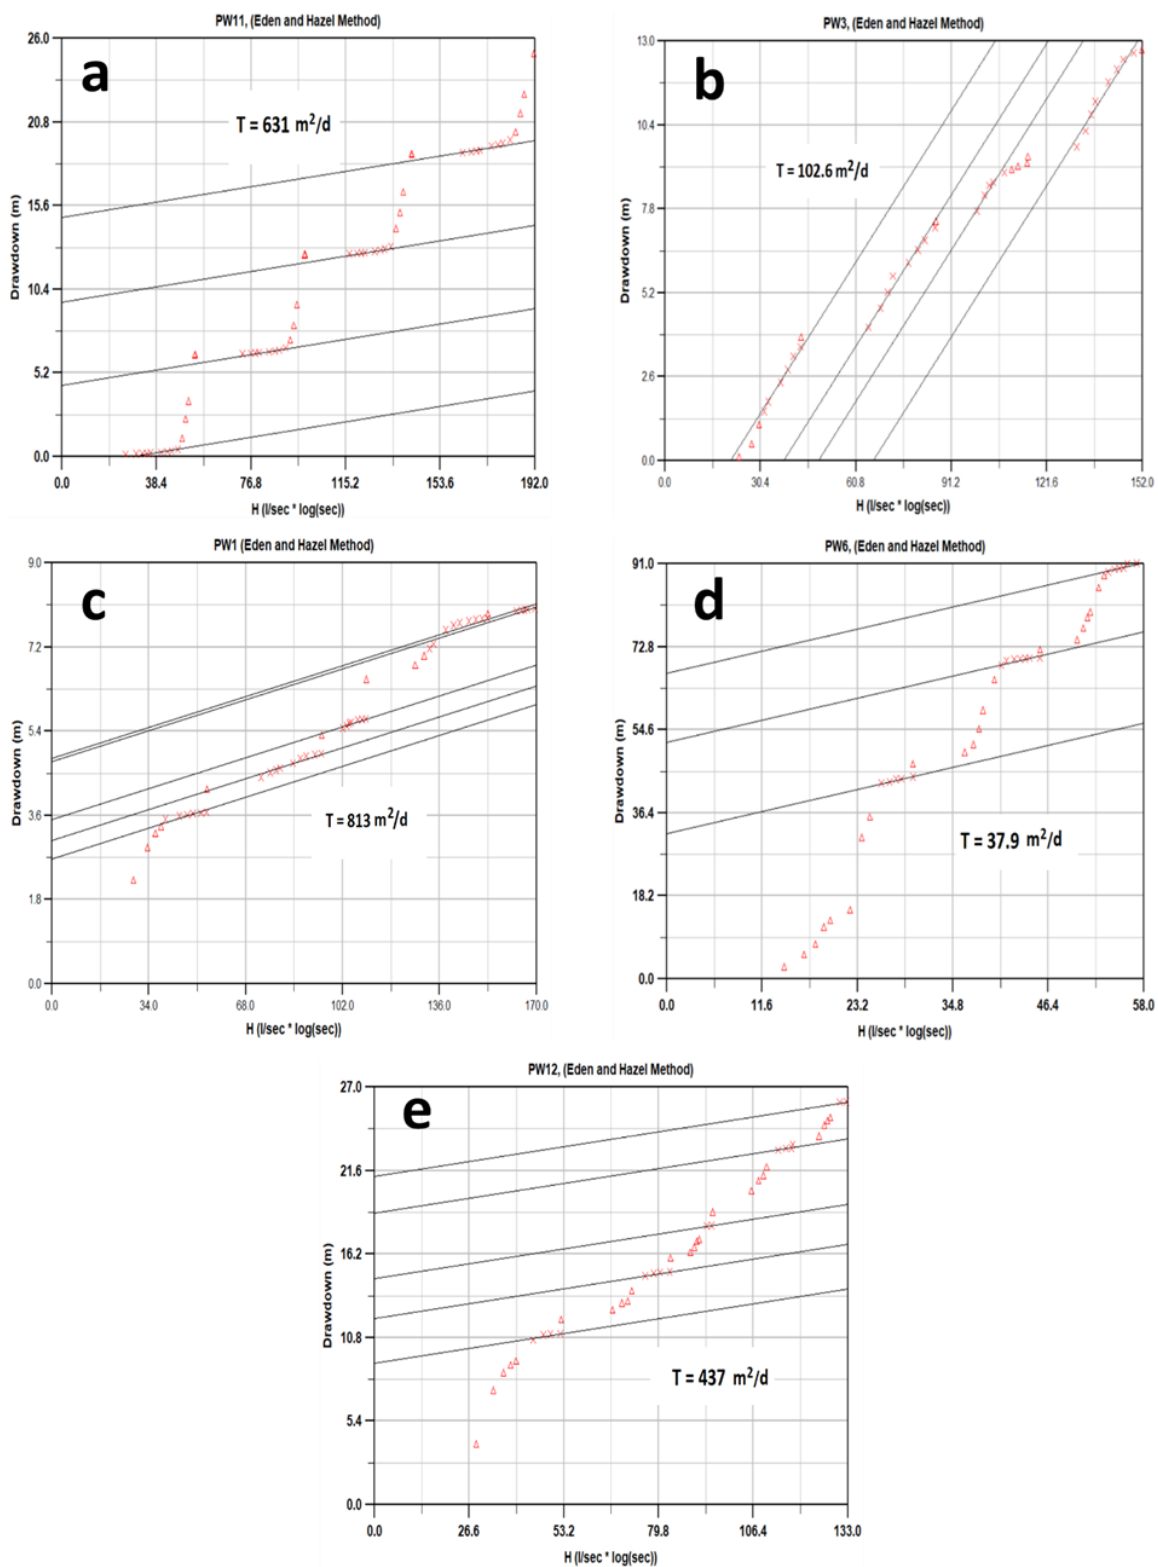 PW11, (Eden and Hazel Method)
a
T = 631 m²/d
26.0
20.8
15.6
10.4
5.2
0.0
Drawdown (m)
0.0 38.4 76.8 115.2 153.6 192.0
H (l/sec * log(sec))
PW3, (Eden and Hazel Method)
b
T = 102.6 m²/d
13.0
10.4
7.8
5.2
2.6
0.0
Drawdown (m)
0.0 30.4 60.8 91.2 121.6 152.0
H (l/sec * log(sec))
PW1 (Eden and Hazel Method)
c
T = 813 m²/d
9.0
7.2
5.4
3.6
1.8
0.0
Drawdown (m)
0.0 34.0 68.0 102.0 136.0 170.0
H (l/sec * log(sec))
PW6, (Eden and Hazel Method)
d
T = 37.9 m²/d
91.0
72.8
54.6
36.4
18.2
0.0
Drawdown (m)
0.0 11.6 23.2 34.8 46.4 58.0
H (l/sec * log(sec))
PW12, (Eden and Hazel Method)
e
T = 437 m²/d
27.0
21.6
16.2
10.8
5.4
0.0
Drawdown (m)
0.0 26.6 53.2 79.8 106.4 133.0
H (l/sec * log(sec))